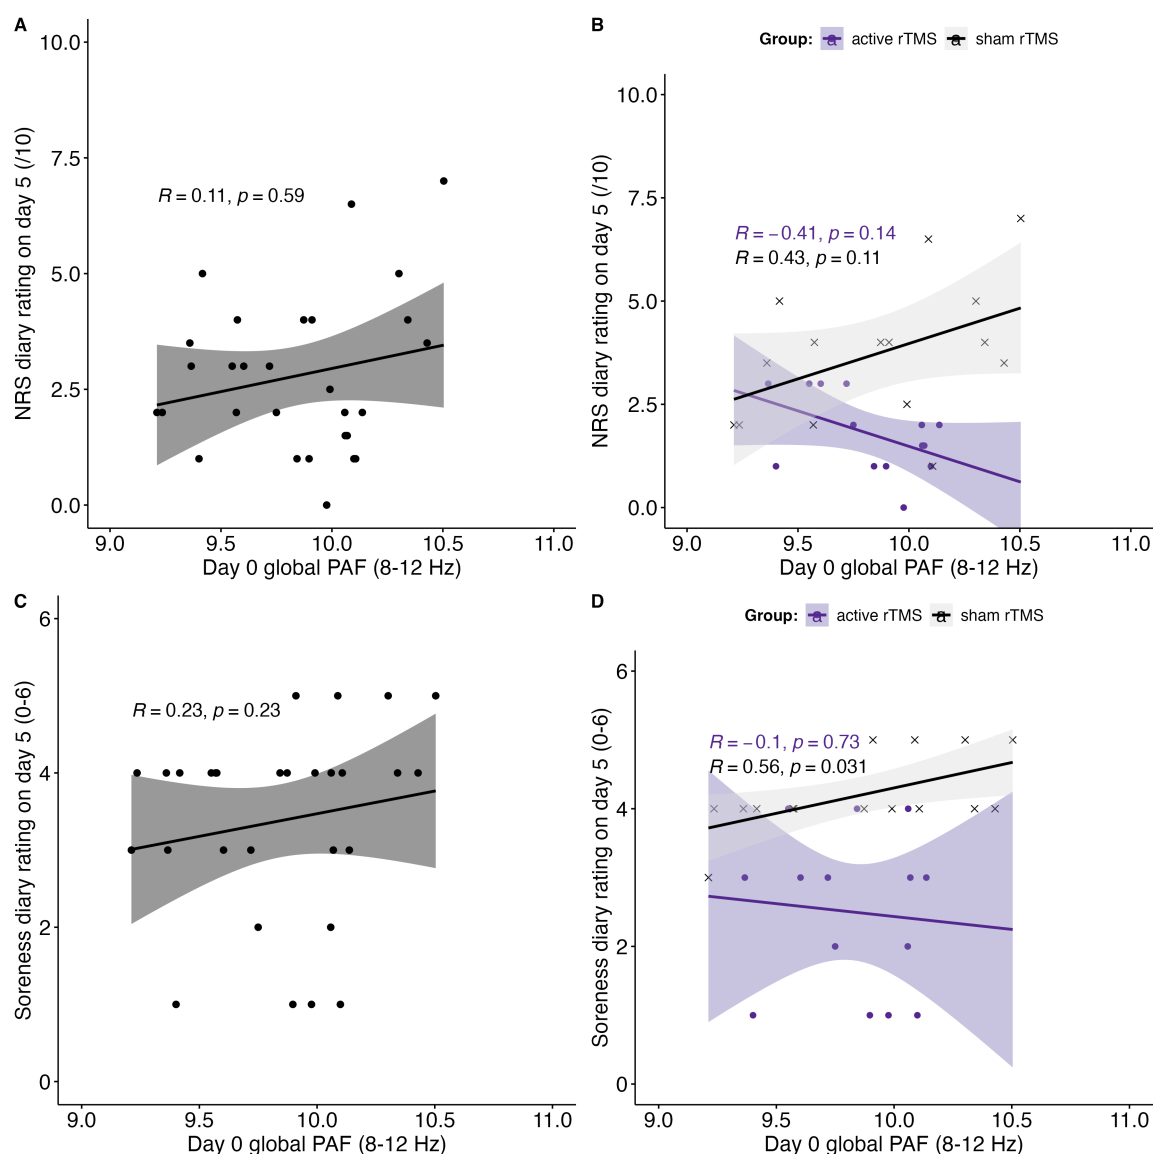 A
10.0
7.5
5.0
2.5
0.0
NRS diary rating on day 5 (/10)
R = 0.11, p = 0.59
9.0 9.5 10.0 10.5 11.0
Day 0 global PAF (8-12 Hz)
B
Group: a active rTMS a sham rTMS
10.0
7.5
5.0
2.5
0.0
NRS diary rating on day 5 (/10)
R = −0.41, p = 0.14
R = 0.43, p = 0.11
9.0 9.5 10.0 10.5 11.0
Day 0 global PAF (8-12 Hz)
C
6
4
2
0
Soreness diary rating on day 5 (0-6)
R = 0.23, p = 0.23
9.0 9.5 10.0 10.5 11.0
Day 0 global PAF (8-12 Hz)
D
Group: a active rTMS a sham rTMS
6
4
2
0
Soreness diary rating on day 5 (0-6)
R = −0.1, p = 0.73
R = 0.56, p = 0.031
9.0 9.5 10.0 10.5 11.0
Day 0 global PAF (8-12 Hz)